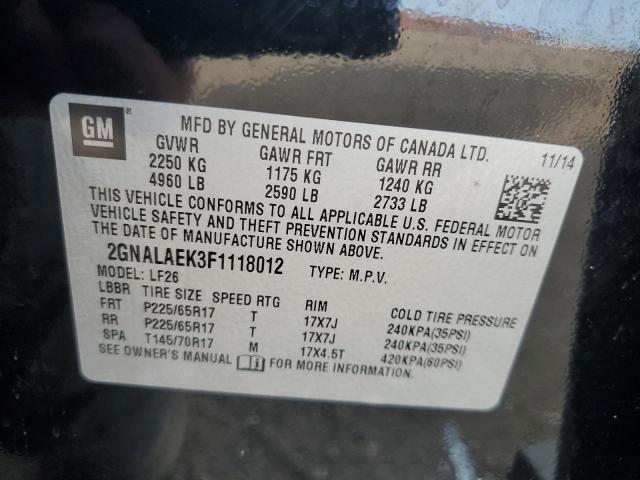 GM ®
MFD BY GENERAL MOTORS OF CANADA LTD.
GVWR GAWR FRT GAWR RR 11/14
2250 KG 1175 KG 1240 KG
4960 LB 2590 LB 2733 LB
THIS VEHICLE CONFORMS TO ALL APPLICABLE U.S. FEDERAL MOTOR
VEHICLE SAFETY AND THEFT PREVENTION STANDARDS IN EFFECT ON
THE DATE OF MANUFACTURE SHOWN ABOVE.
2GNALAEK3F1118012 TYPE: M.P.V.
MODEL: LF26
LBBR TIRE SIZE SPEED RTG RIM COLD TIRE PRESSURE
FRT P225/65R17 T 17X7J 240KPA(35PSI)
RR P225/65R17 T 17X7J 240KPA(35PSI)
SPA T145/70R17 M 17X4.5T 420KPA(60PSI)
SEE OWNER'S MANUAL FOR MORE INFORMATION.